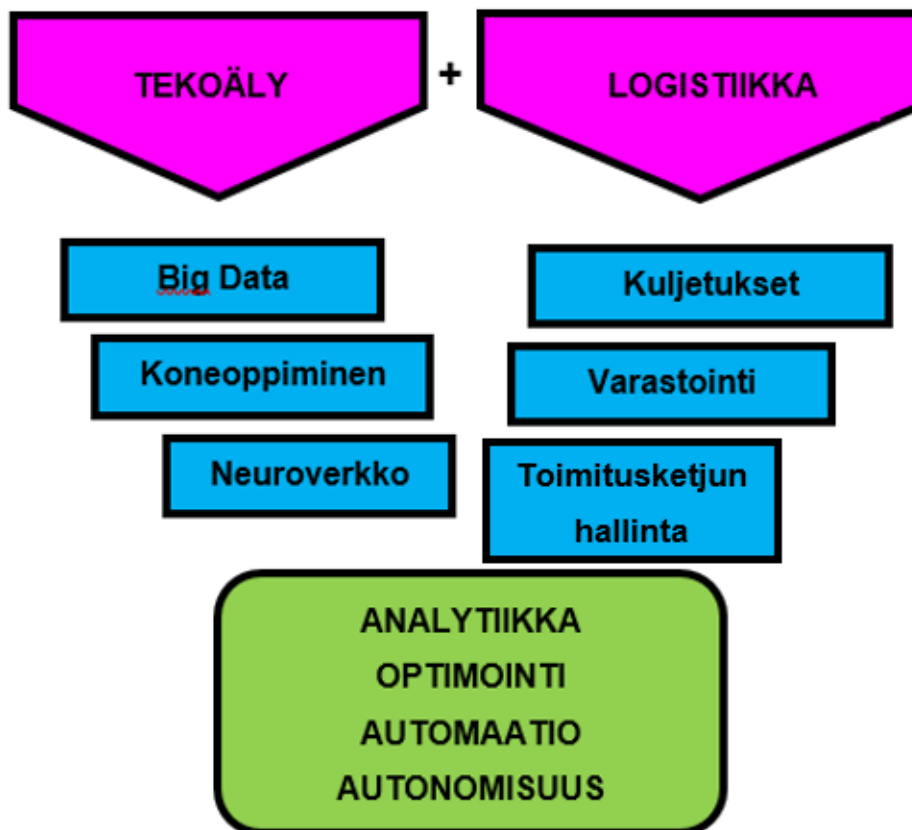 TEKOÄLY
+
LOGISTIIKKA
Big Data
Koneoppiminen
Neuroverkko
Kuljetukset
Varastointi
Toimitusketjun
hallinta
ANALYTIIKKA
OPTIMOINTI
AUTOMAATIO
AUTONOMISUUS